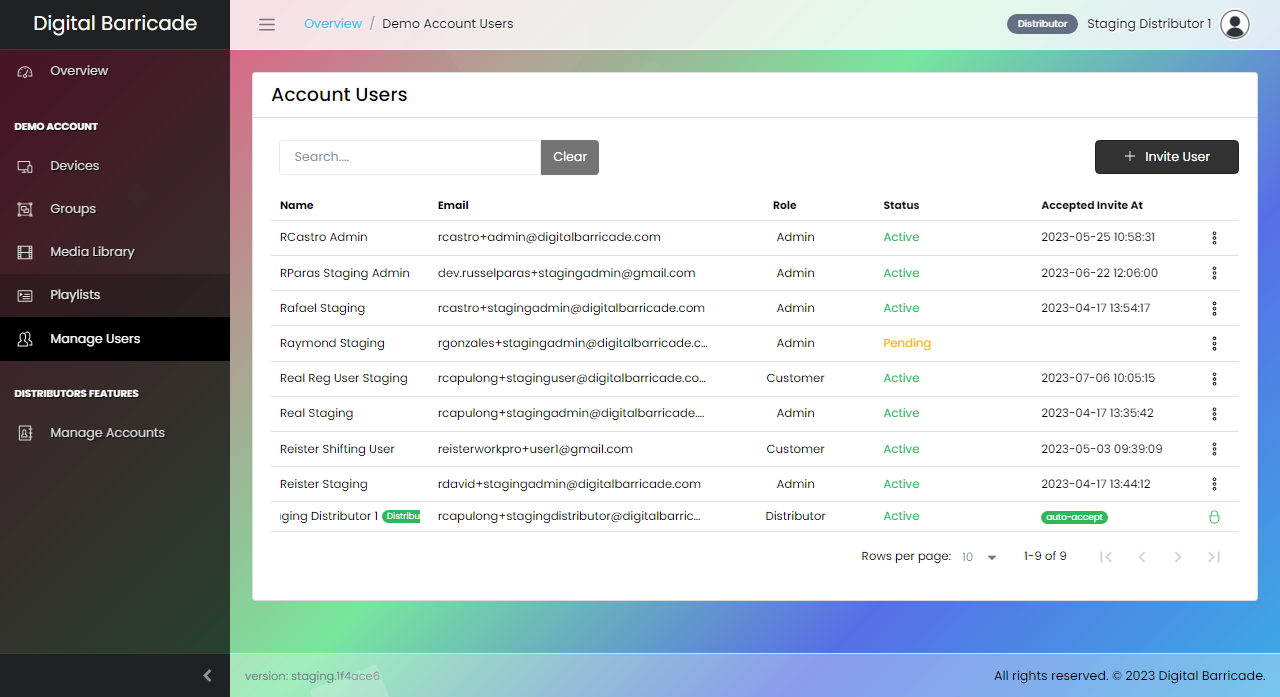 Digital Barricade
Overview / Demo Account Users
Distributor Staging Distributor 1
Overview
DEMO ACCOUNT
Devices
Groups
Media Library
Playlists
Manage Users
DISTRIBUTORS FEATURES
Manage Accounts
Account Users
Search.... Clear
+ Invite User
Name Email Role Status Accepted Invite At
RCastro Admin rcastro+admin@digitalbarricade.com Admin Active 2023-05-25 10:58:31
RParas Staging Admin dev.russelparas+stagingadmin@gmail.com Admin Active 2023-06-22 12:06:00
Rafael Staging rcastro+stagingadmin@digitalbarricade.com Admin Active 2023-04-17 13:54:17
Raymond Staging rgonzales+stagingadmin@digitalbarricade.c... Admin Pending
Real Reg User Staging rcapulong+staginguser@digitalbarricade.co... Customer Active 2023-07-06 10:05:15
Real Staging rcapulong+stagingadmin@digitalbarricade.... Admin Active 2023-04-17 13:35:42
Reister Shifting User reisterworkpro+user1@gmail.com Customer Active 2023-05-03 09:39:09
Reister Staging rdavid+stagingadmin@digitalbarricade.com Admin Active 2023-04-17 13:44:12
ging Distributor 1 Distribu rcapulong+stagingdistributor@digitalbarric... Distributor Active auto-accept
Rows per page: 10 1-9 of 9
version: staging.1f4ace6
All rights reserved. © 2023 Digital Barricade.